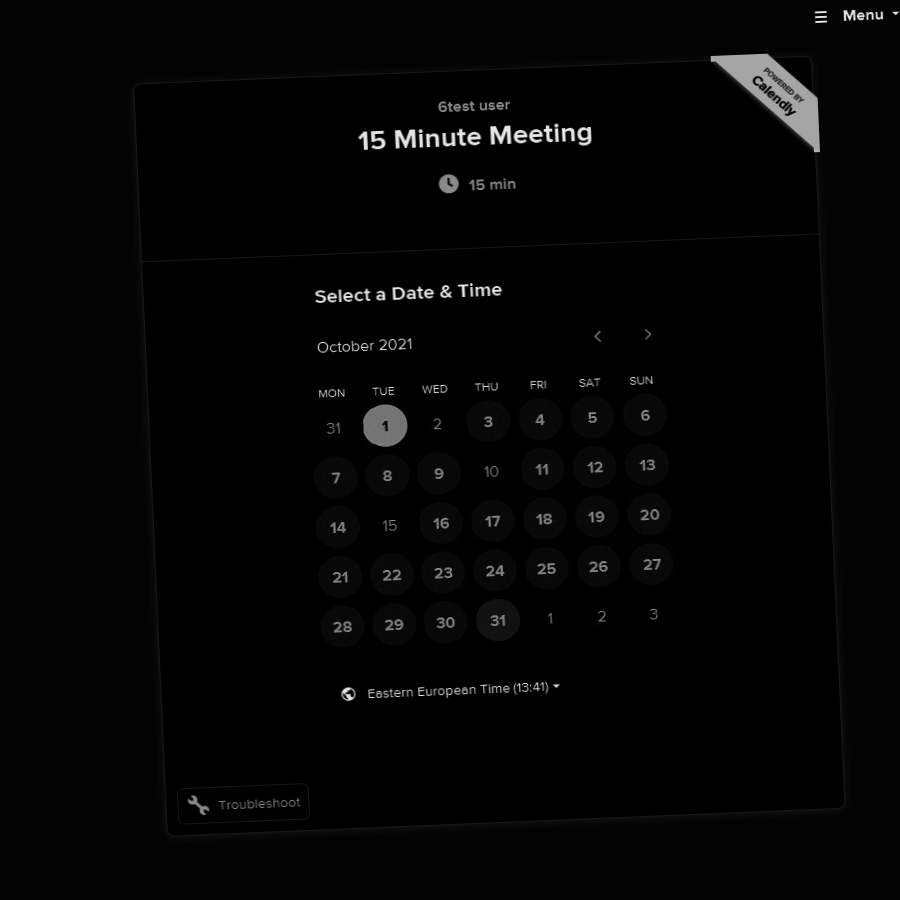 ☰ Menu
POWERED BY
Calendly
6test user
15 Minute Meeting
15 min
Select a Date & Time
October 2021
MON TUE WED THU FRI SAT SUN
31 1 2 3 4 5 6
7 8 9 10 11 12 13
14 15 16 17 18 19 20
21 22 23 24 25 26 27
28 29 30 31 1 2 3
Eastern European Time (13:41)
Troubleshoot